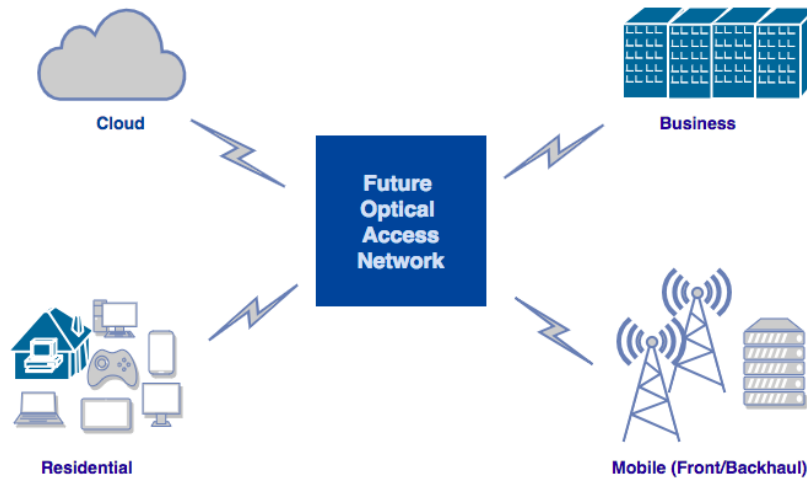 Cloud
Business
Future
Optical
Access
Network
Residential
Mobile (Front/Backhaul)